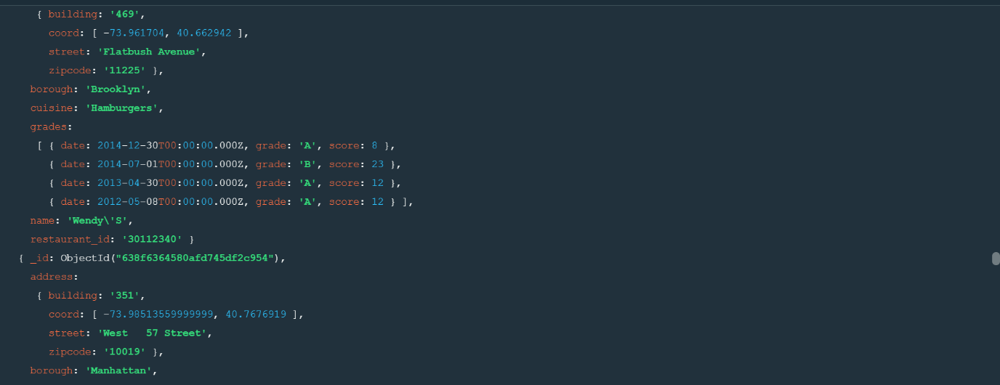 { building: '469',
coord: [ -73.961704, 40.662942 ],
street: 'Flatbush Avenue',
zipcode: '11225' },
borough: 'Brooklyn',
cuisine: 'Hamburgers',
grades:
[ { date: 2014-12-30T00:00:00.000Z, grade: 'A', score: 8 },
{ date: 2014-07-01T00:00:00.000Z, grade: 'B', score: 23 },
{ date: 2013-04-30T00:00:00.000Z, grade: 'A', score: 12 },
{ date: 2012-05-08T00:00:00.000Z, grade: 'A', score: 12 } ],
name: 'Wendy\'S',
restaurant_id: '30112340' }
{ _id: ObjectId("638f6364580afd745df2c954"),
address:
{ building: '351',
coord: [ -73.98513559999999, 40.7676919 ],
street: 'West   57 Street',
zipcode: '10019' },
borough: 'Manhattan',